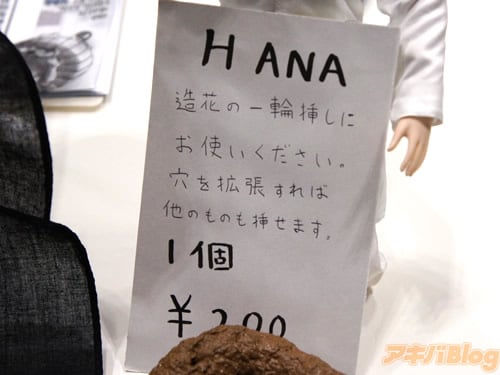 HANA
造花の一輪挿しに
お使いください。
穴を拡張すれば
他のものも挿せます。
1個
¥200
アキバBlog